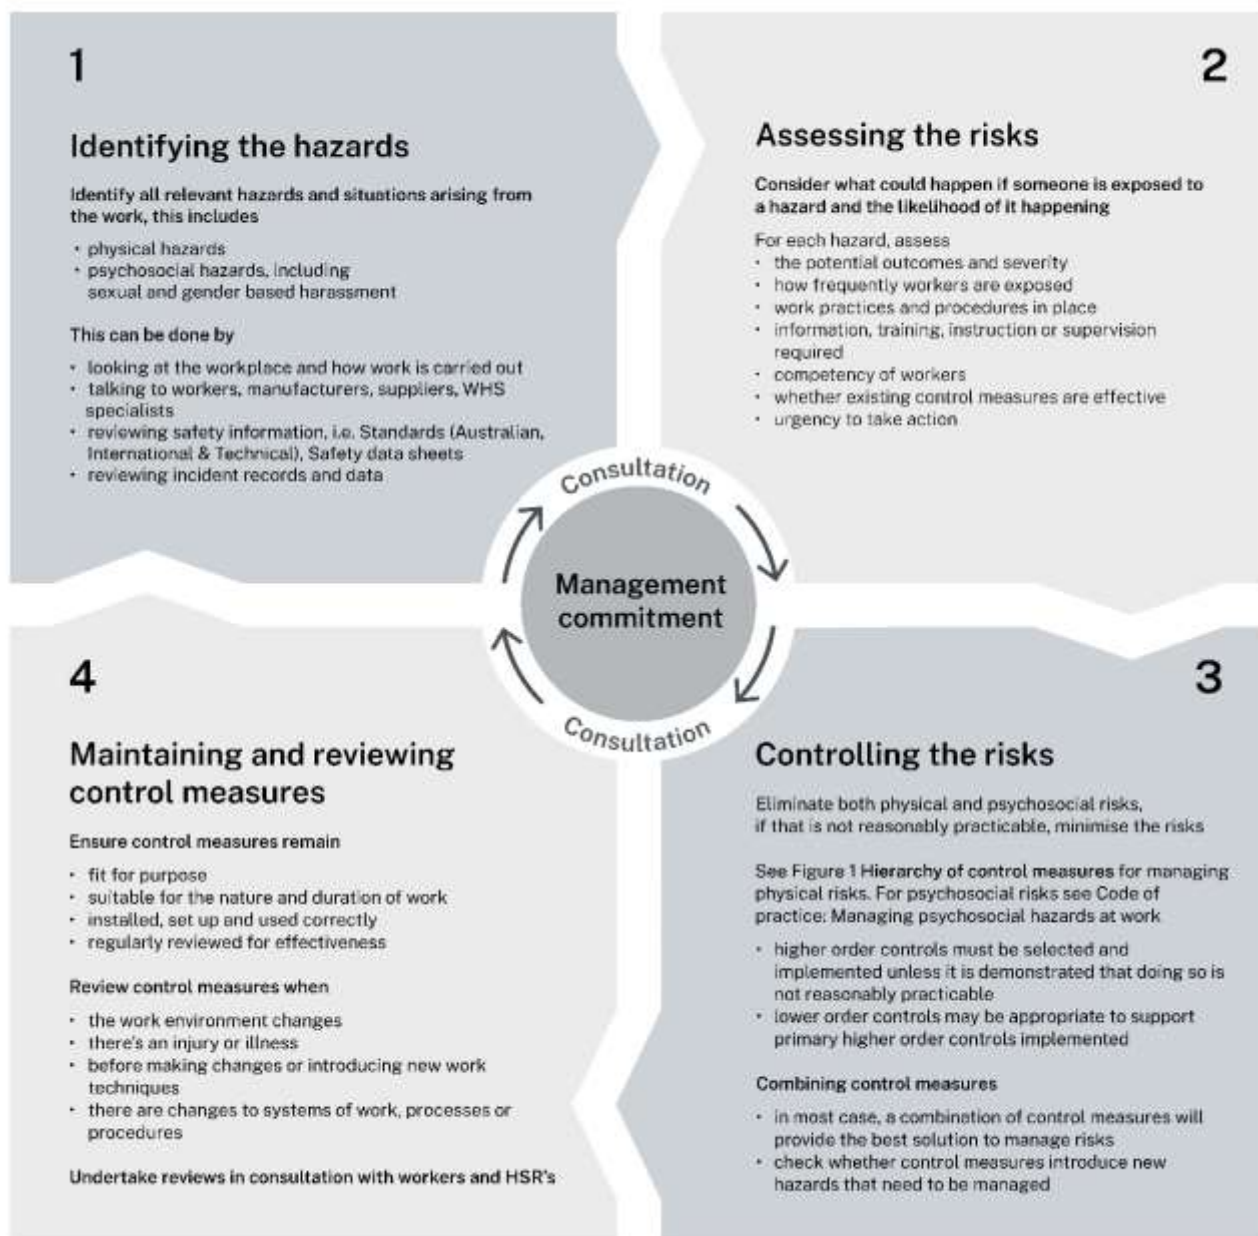 1
Identifying the hazards
Identify all relevant hazards and situations arising from
the work, this includes
• physical hazards
• psychosocial hazards, including
sexual and gender based harassment
This can be done by
• looking at the workplace and how work is carried out
• talking to workers, manufacturers, suppliers, WHS
specialists
• reviewing safety information, i.e. Standards (Australian,
International & Technical), Safety data sheets
• reviewing incident records and data
2
Assessing the risks
Consider what could happen if someone is exposed to
a hazard and the likelihood of it happening
For each hazard, assess
• the potential outcomes and severity
• how frequently workers are exposed
• work practices and procedures in place
• information, training, instruction or supervision
required
• competency of workers
• whether existing control measures are effective
• urgency to take action
Consultation
Management
commitment
Consultation
3
Controlling the risks
Eliminate both physical and psychosocial risks,
if that is not reasonably practicable, minimise the risks
See Figure 1 Hierarchy of control measures for managing
physical risks. For psychosocial risks see Code of
practice: Managing psychosocial hazards at work
• higher order controls must be selected and
implemented unless it is demonstrated that doing so is
not reasonably practicable
• lower order controls may be appropriate to support
primary higher order controls implemented
Combining control measures
• in most case, a combination of control measures will
provide the best solution to manage risks
• check whether control measures introduce new
hazards that need to be managed
4
Maintaining and reviewing
control measures
Ensure control measures remain
• fit for purpose
• suitable for the nature and duration of work
• installed, set up and used correctly
• regularly reviewed for effectiveness
Review control measures when
• the work environment changes
• there's an injury or illness
• before making changes or introducing new work
techniques
• there are changes to systems of work, processes or
procedures
Undertake reviews in consultation with workers and HSR's